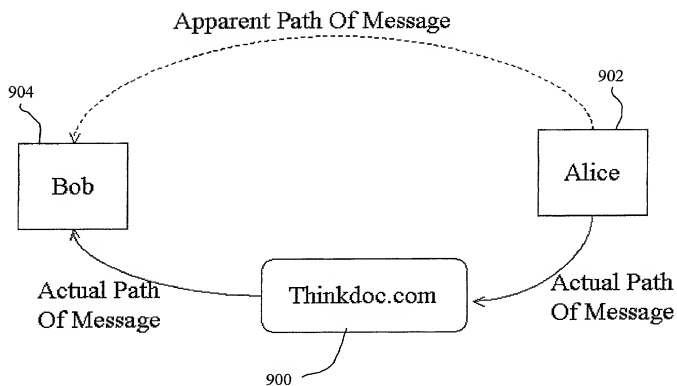 Apparent Path Of Message
904
902
Bob
Alice
Thinkdoc.com
Actual Path
Of Message
Actual Path
Of Message
900